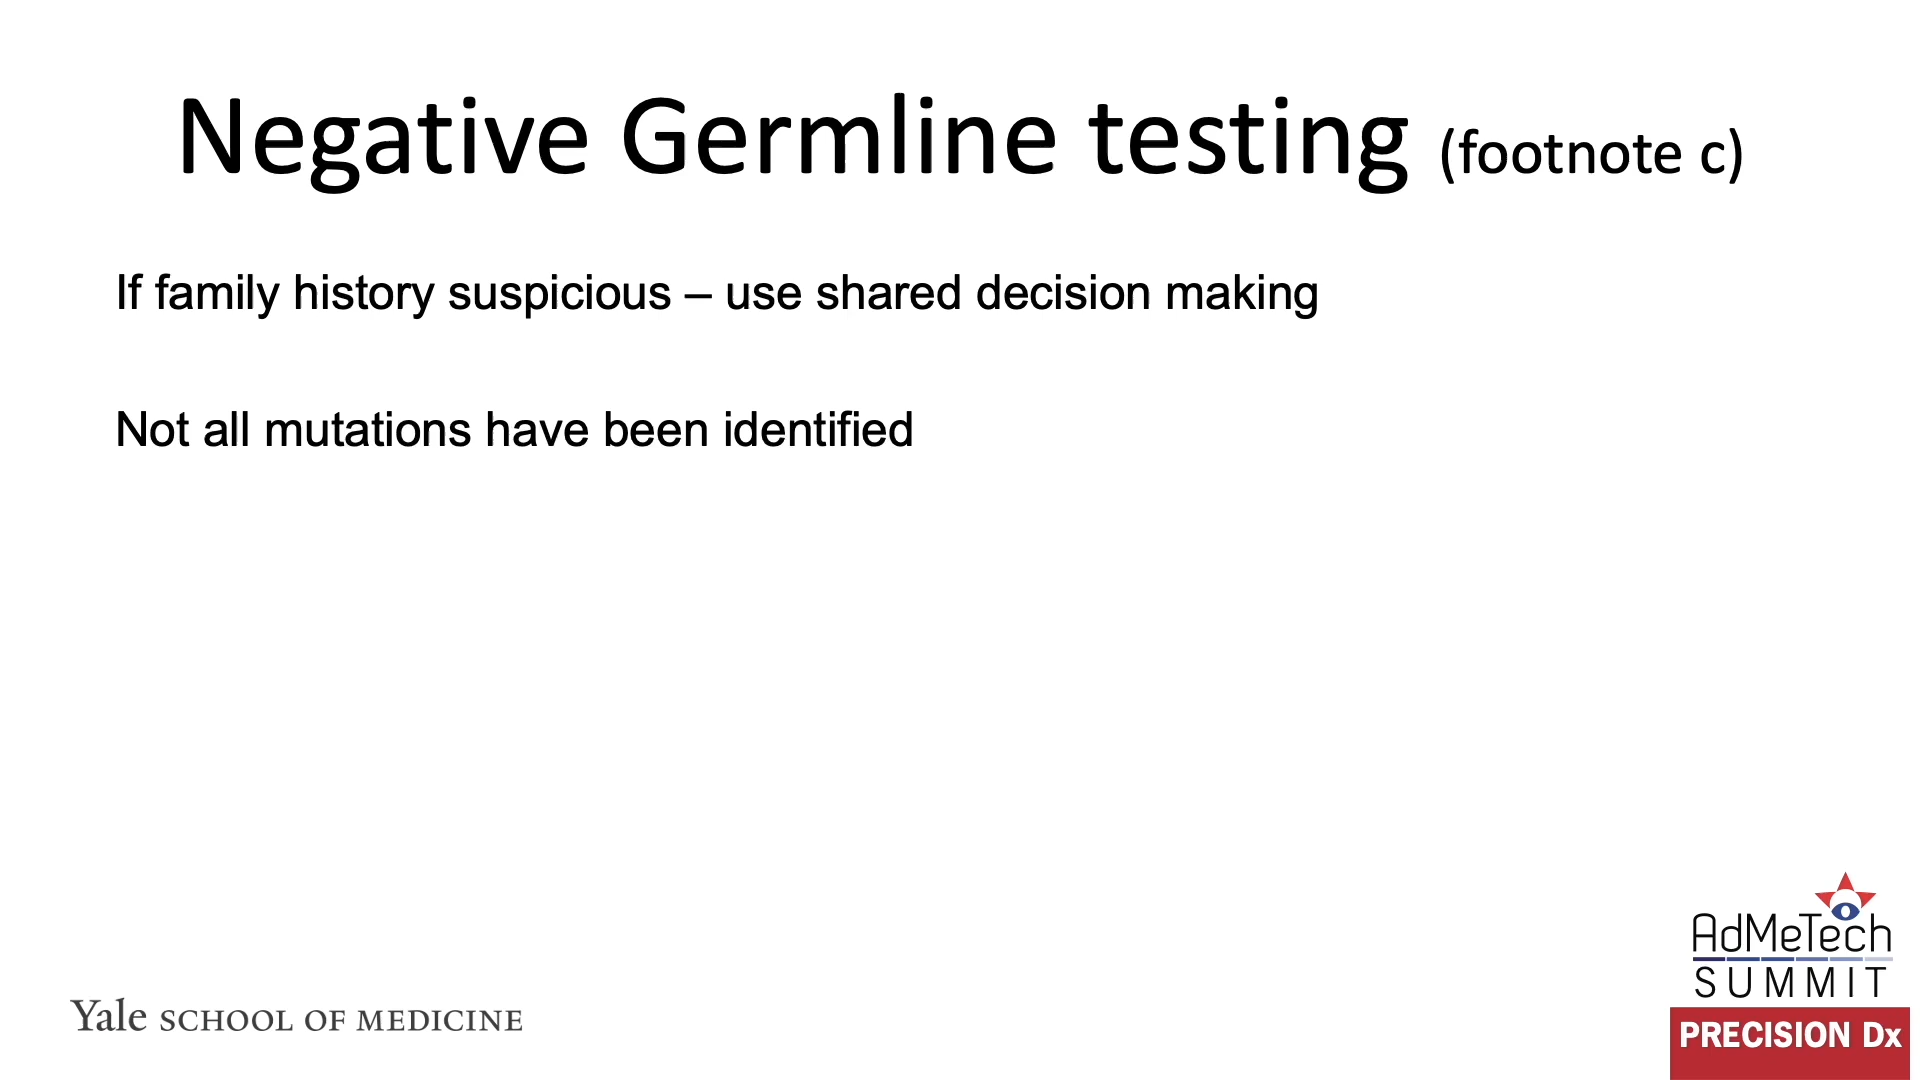 Negative Germline testing (footnote c)
If family history suspicious – use shared decision making
Not all mutations have been identified
AdMeTech
SUMMIT
Yale SCHOOL OF MEDICINE
PRECISION Dx